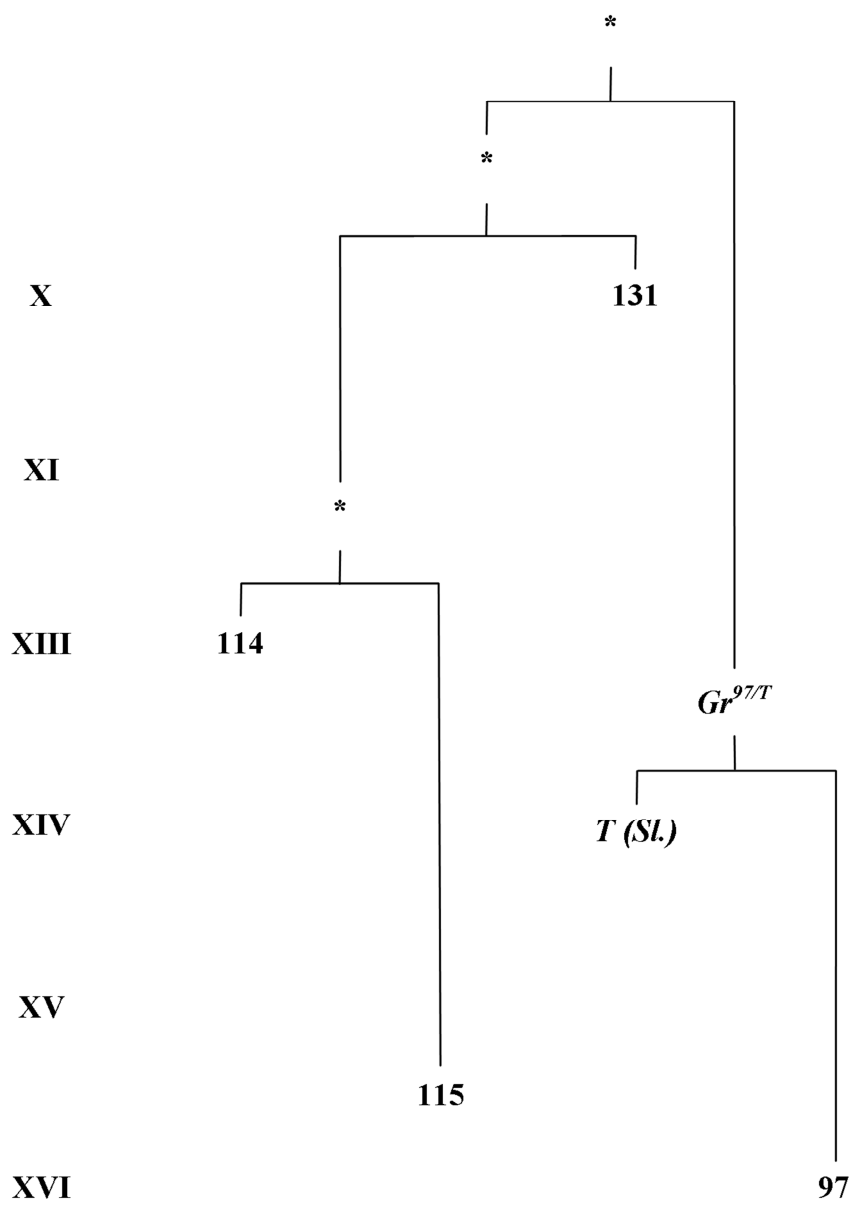 *
*
X 131
XI
*
XIII 114
Gr97/T
XIV T (Sl.)
XV
115
XVI 97